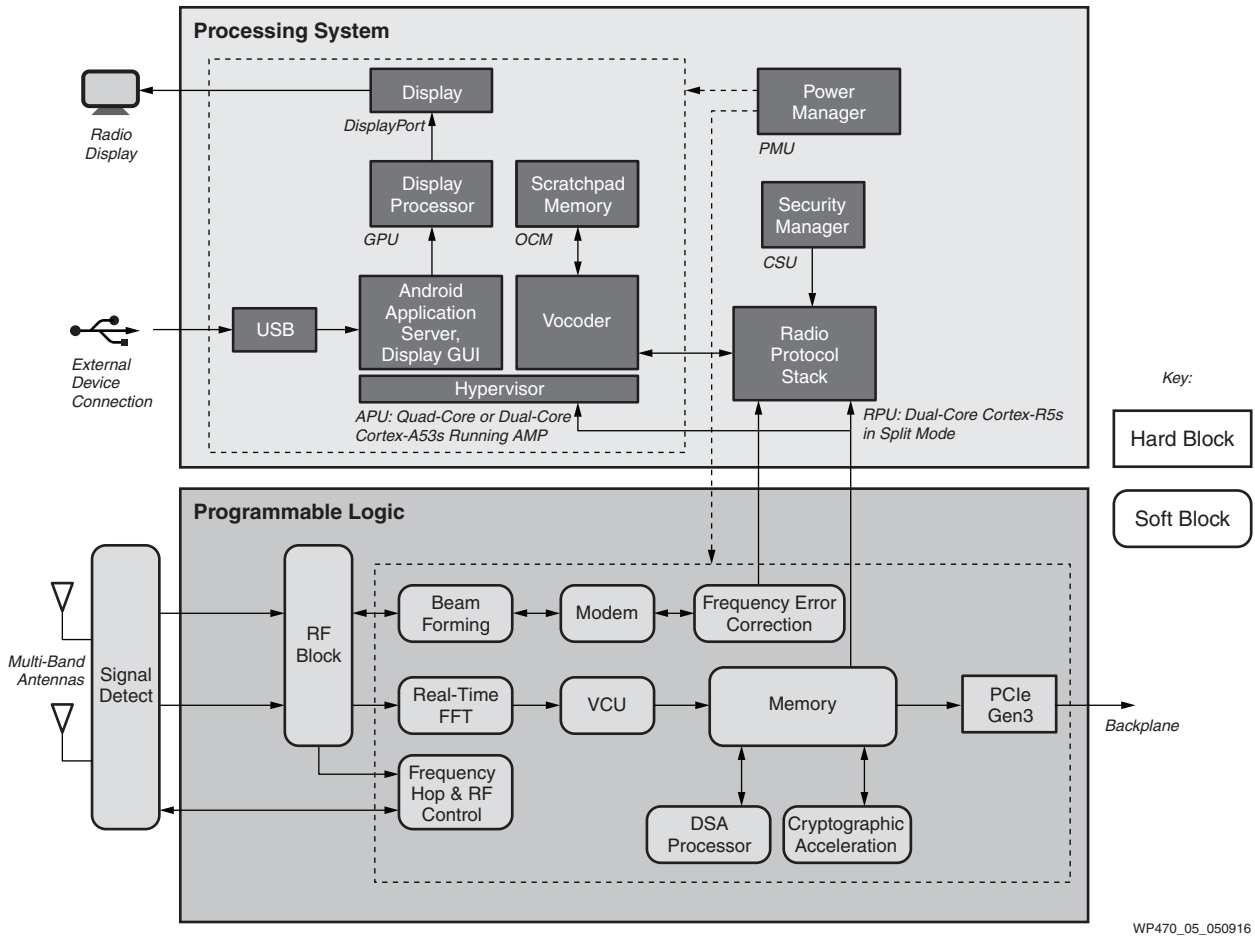 Processing System
Display
DisplayPort
Radio
Display
Power
Manager
PMU
Display
Processor
GPU
Scratchpad
Memory
OCM
Security
Manager
CSU
USB
Android
Application
Server,
Display GUI
Vocoder
Radio
Protocol
Stack
External
Device
Connection
Hypervisor
APU: Quad-Core or Dual-Core
Cortex-A53s Running AMP
RPU: Dual-Core Cortex-R5s
in Split Mode
Key:
Hard Block
Soft Block
Programmable Logic
Multi-Band
Antennas
Signal
Detect
RF
Block
Beam
Forming
Modem
Frequency Error
Correction
Real-Time
FFT
VCU
Memory
PCIe
Gen3
Backplane
Frequency
Hop & RF
Control
DSA
Processor
Cryptographic
Acceleration
WP470_05_050916